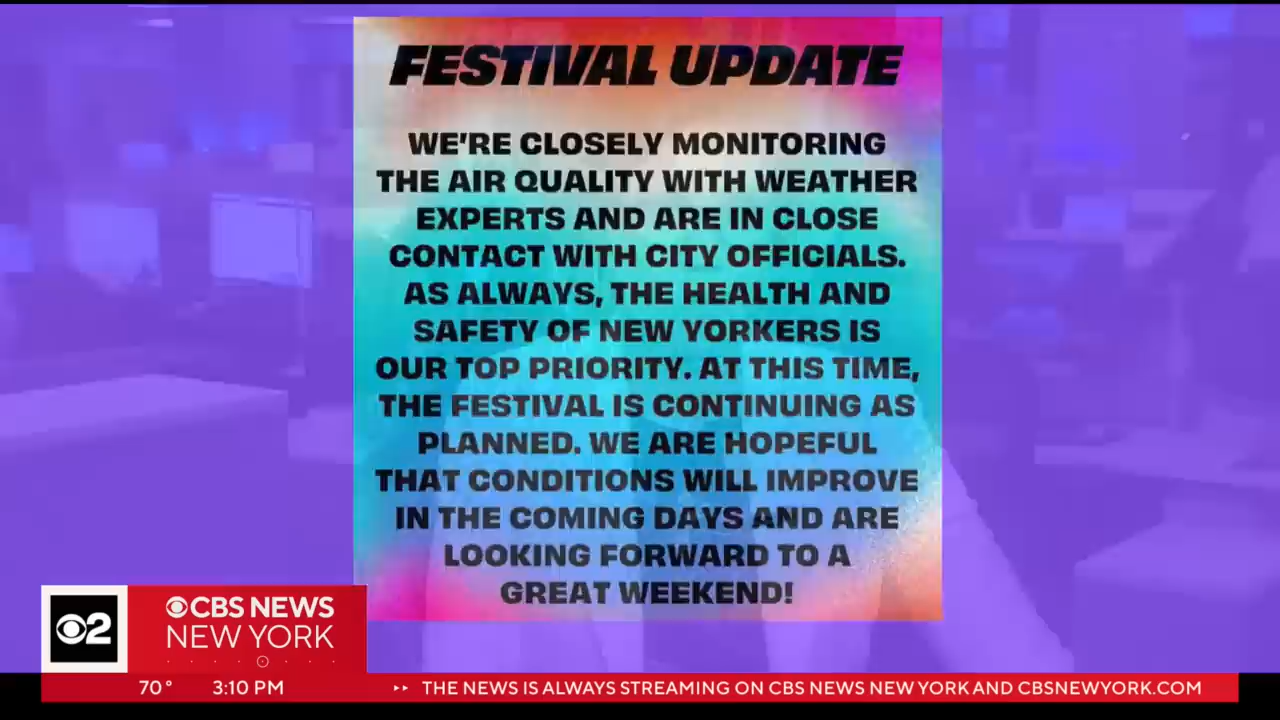 FESTIVAL UPDATE
WE'RE CLOSELY MONITORING
THE AIR QUALITY WITH WEATHER
EXPERTS AND ARE IN CLOSE
CONTACT WITH CITY OFFICIALS.
AS ALWAYS, THE HEALTH AND
SAFETY OF NEW YORKERS IS
OUR TOP PRIORITY. AT THIS TIME,
THE FESTIVAL IS CONTINUING AS
PLANNED. WE ARE HOPEFUL
THAT CONDITIONS WILL IMPROVE
IN THE COMING DAYS AND ARE
LOOKING FORWARD TO A
GREAT WEEKEND!
2
CBS NEWS
NEW YORK
70° 3:10 PM THE NEWS IS ALWAYS STREAMING ON CBS NEWS NEW YORK AND CBSNEWYORK.COM